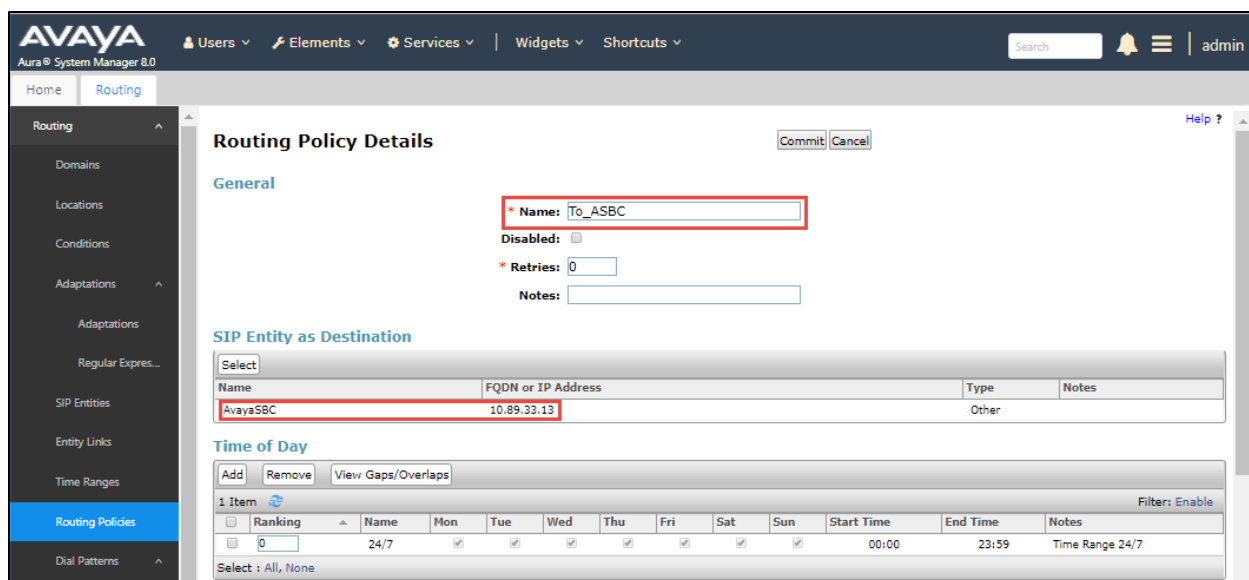 AVAYA
Aura® System Manager 8.0
Users
Elements
Services
Widgets
Shortcuts
Search
admin
Home
Routing
Routing
Domains
Locations
Conditions
Adaptations
Adaptations
Regular Expres...
SIP Entities
Entity Links
Time Ranges
Routing Policies
Dial Patterns
Help ?
Routing Policy Details
Commit
Cancel
General
* Name: To_ASBC
Disabled:
* Retries: 0
Notes:
SIP Entity as Destination
Select
Name FQDN or IP Address Type Notes
AvayaSBC 10.89.33.13 Other
Time of Day
Add Remove View Gaps/Overlaps
1 Item Filter: Enable
Ranking Name Mon Tue Wed Thu Fri Sat Sun Start Time End Time Notes
0 24/7 00:00 23:59 Time Range 24/7
Select : All, None